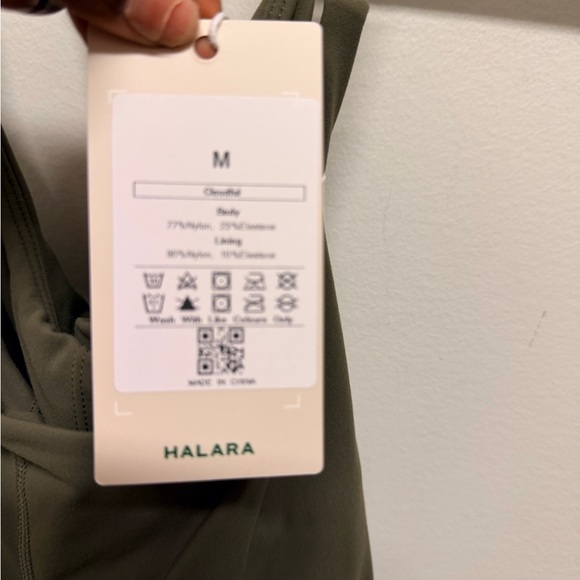 M
Cloudful
Body
77%Nylon, 23%Elastane
Lining
90%Nylon, 10%Elastane
Wash With Like Colours Only
MADE IN CHINA
HALARA